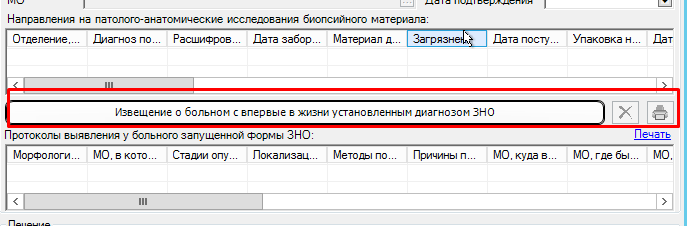 МО Дата подтверждения
Направления на патолого-анатомические исследования биопсийного материала:
Отделение,... Диагноз по... Расшифров... Дата забор... Материал д... Дата посту... Упаковка н... Дат
Извещение о больном с впервые в жизни установленным диагнозом ЗНО
Протоколы выявления у больного запущенной формы ЗНО: Печать
Морфологи... МО, в кото... Стадии опу... Локализац... Методы по... Причины п... МО, куда в... МО, где бы... МО,
Лечение